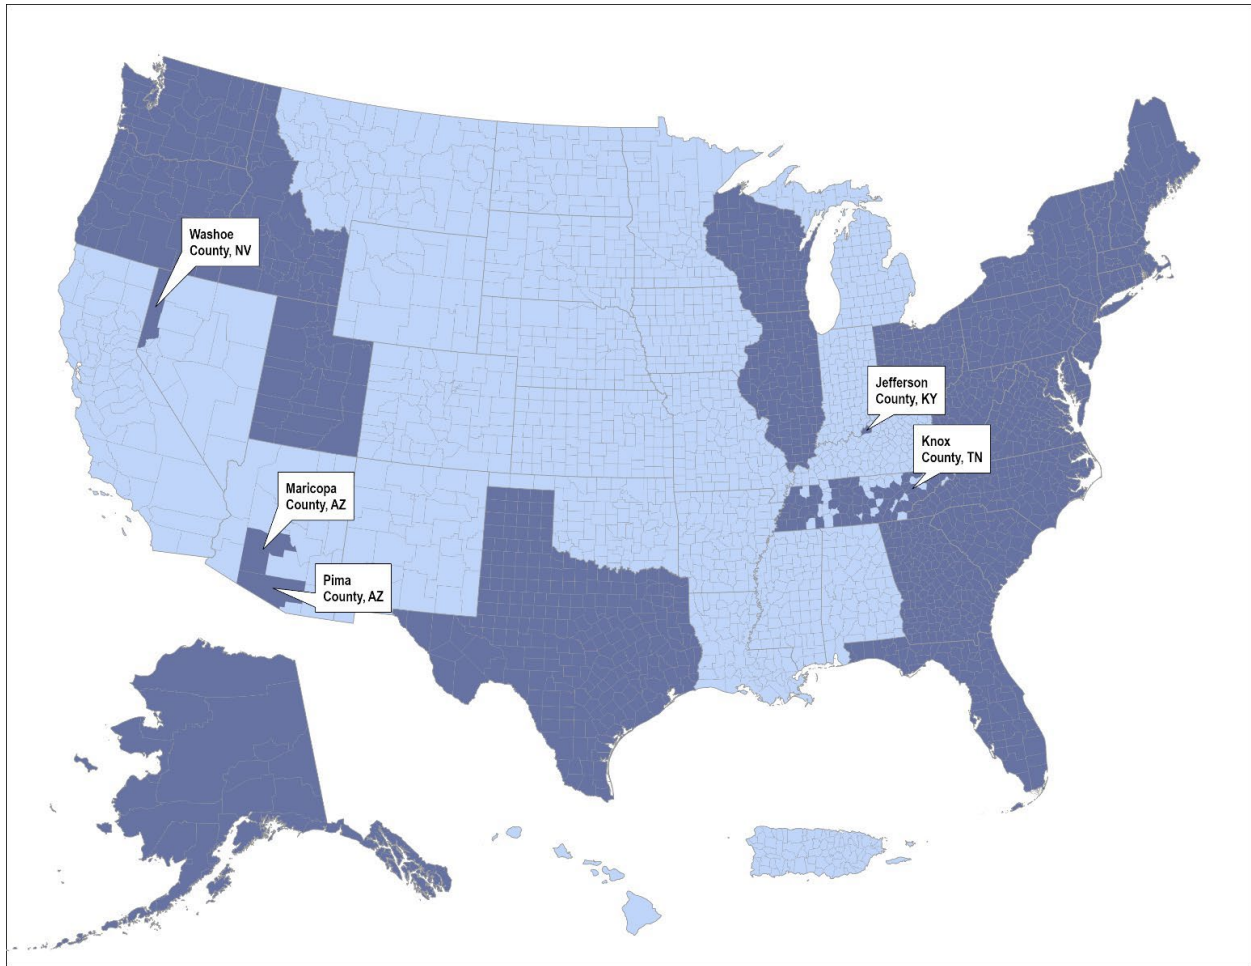 Washoe
County, NV
Jefferson
County, KY
Knox
County, TN
Maricopa
County, AZ
Pima
County, AZ